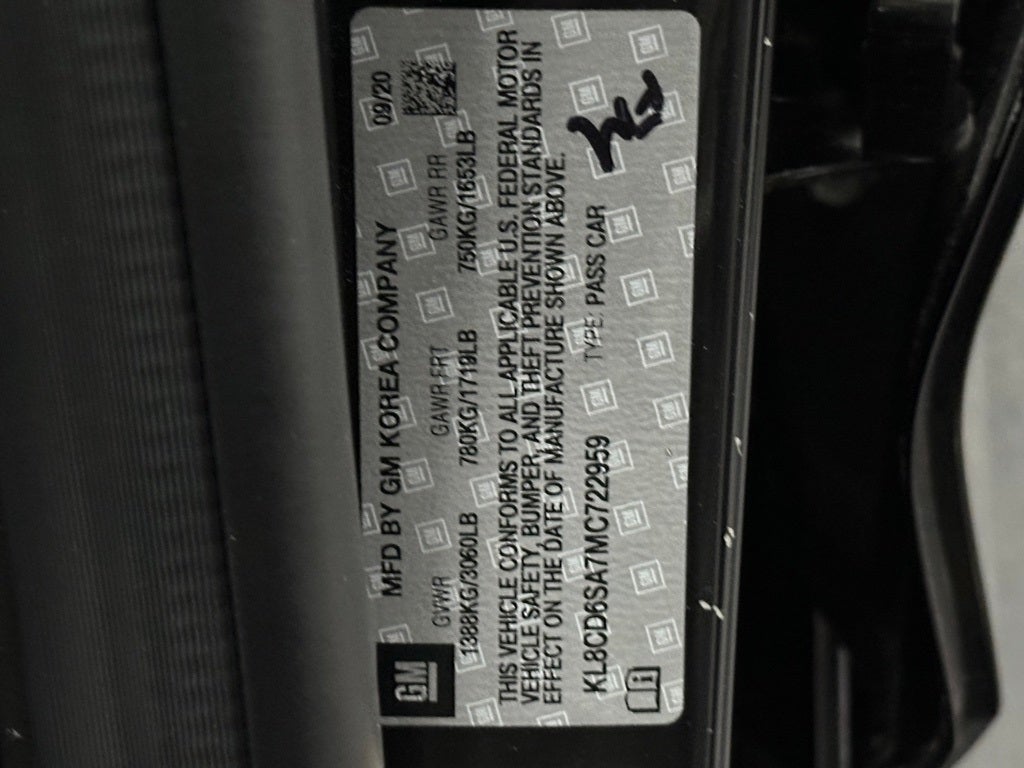 GM
MFD BY GM KOREA COMPANY 09/20
GVWR GAWR FRT GAWR RR
1388KG/3060LB 780KG/1719LB 750KG/1653LB
THIS VEHICLE CONFORMS TO ALL APPLICABLE U.S. FEDERAL MOTOR
VEHICLE SAFETY, BUMPER, AND THEFT PREVENTION STANDARDS IN
EFFECT ON THE DATE OF MANUFACTURE SHOWN ABOVE.
KL8CD6SA7MC722959 TYPE: PASS CAR